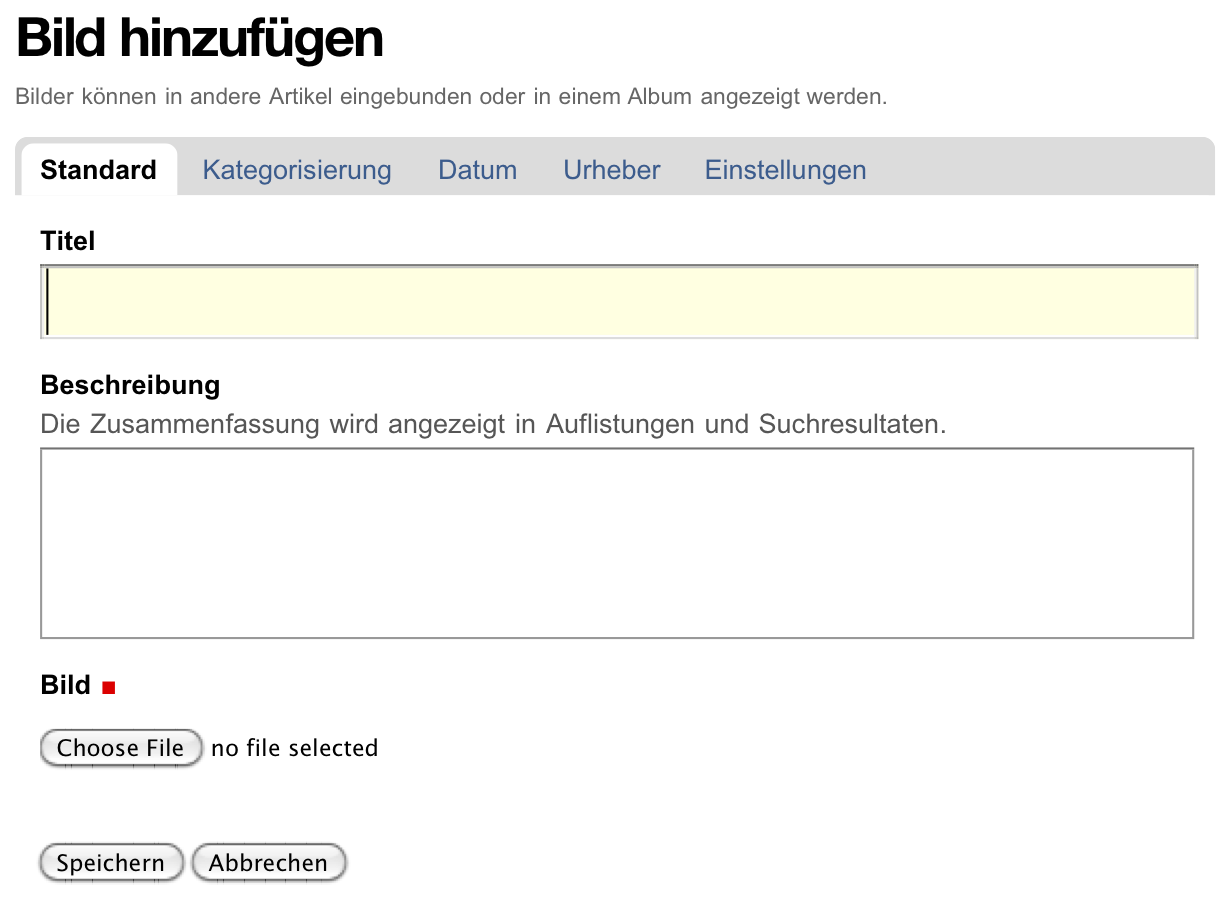 Bild hinzufügen
Bilder können in andere Artikel eingebunden oder in einem Album angezeigt werden.
Standard Kategorisierung Datum Urheber Einstellungen
Titel
Beschreibung
Die Zusammenfassung wird angezeigt in Auflistungen und Suchresultaten.
Bild
Choose File no file selected
Speichern Abbrechen